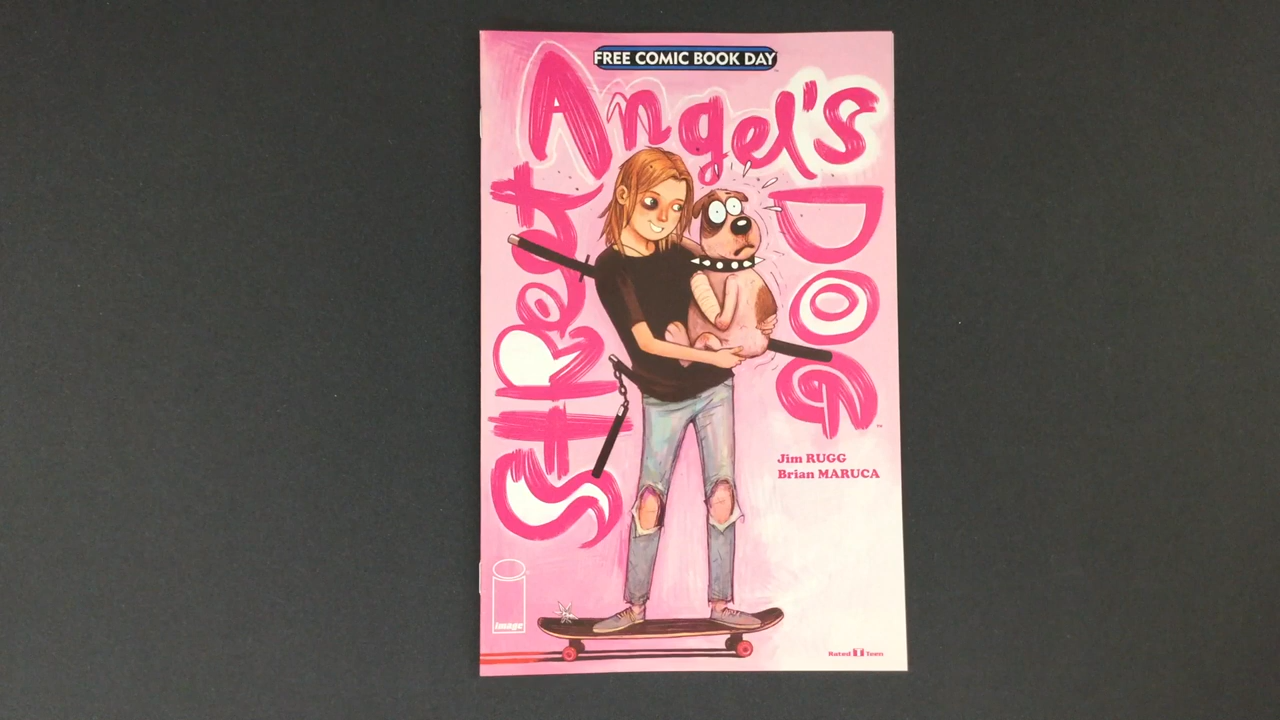 FREE COMIC BOOK DAY
StReet Angel's DOG
Jim RUGG
Brian MARUCA
image
Rated T Teen